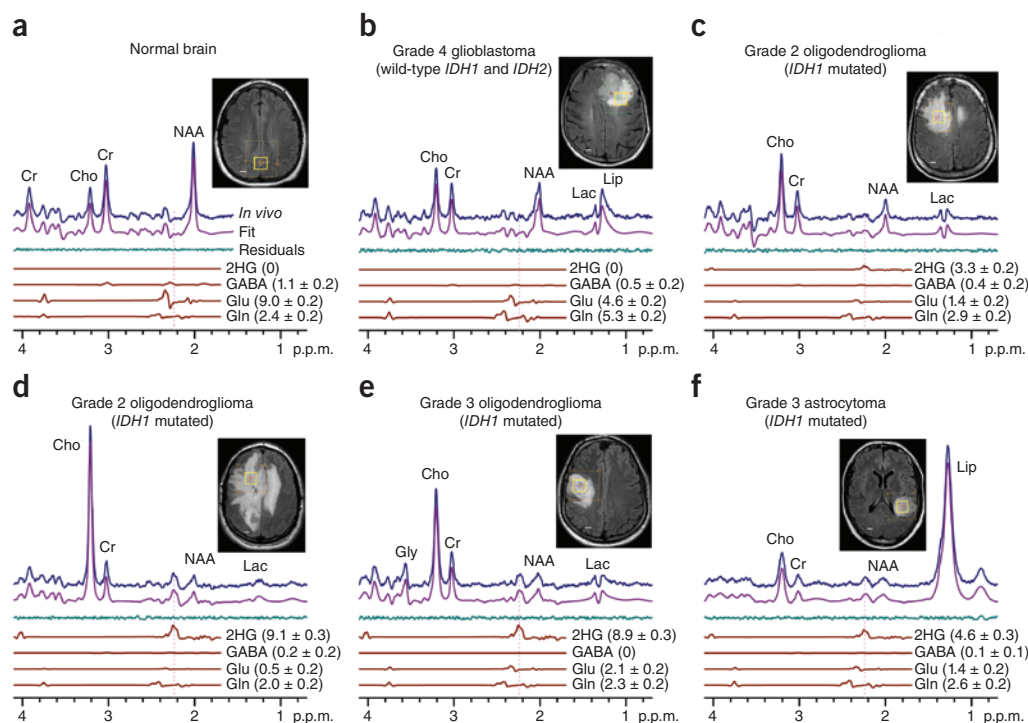 a
Normal brain
Cr
Cho
Cr
NAA
In vivo
Fit
Residuals
2HG (0)
GABA (1.1 ± 0.2)
Glu (9.0 ± 0.2)
Gln (2.4 ± 0.2)
4 3 2 1 p.p.m.
b
Grade 4 glioblastoma
(wild-type IDH1 and IDH2)
Cho
Cr
NAA
Lac
Lip
2HG (0)
GABA (0.5 ± 0.2)
Glu (4.6 ± 0.2)
Gln (5.3 ± 0.2)
4 3 2 1 p.p.m.
c
Grade 2 oligodendroglioma
(IDH1 mutated)
Cho
Cr
NAA
Lac
2HG (3.3 ± 0.2)
GABA (0.4 ± 0.2)
Glu (1.4 ± 0.2)
Gln (2.9 ± 0.2)
4 3 2 1 p.p.m.
d
Grade 2 oligodendroglioma
(IDH1 mutated)
Cho
Cr
NAA
Lac
2HG (9.1 ± 0.3)
GABA (0.2 ± 0.2)
Glu (0.5 ± 0.2)
Gln (2.0 ± 0.2)
4 3 2 1 p.p.m.
e
Grade 3 oligodendroglioma
(IDH1 mutated)
Cho
Gly
Cr
NAA
Lac
2HG (8.9 ± 0.3)
GABA (0)
Glu (2.1 ± 0.2)
Gln (2.3 ± 0.2)
4 3 2 1 p.p.m.
f
Grade 3 astrocytoma
(IDH1 mutated)
Cho
Cr
NAA
Lip
2HG (4.6 ± 0.3)
GABA (0.1 ± 0.1)
Glu (1.4 ± 0.2)
Gln (2.6 ± 0.2)
4 3 2 1 p.p.m.